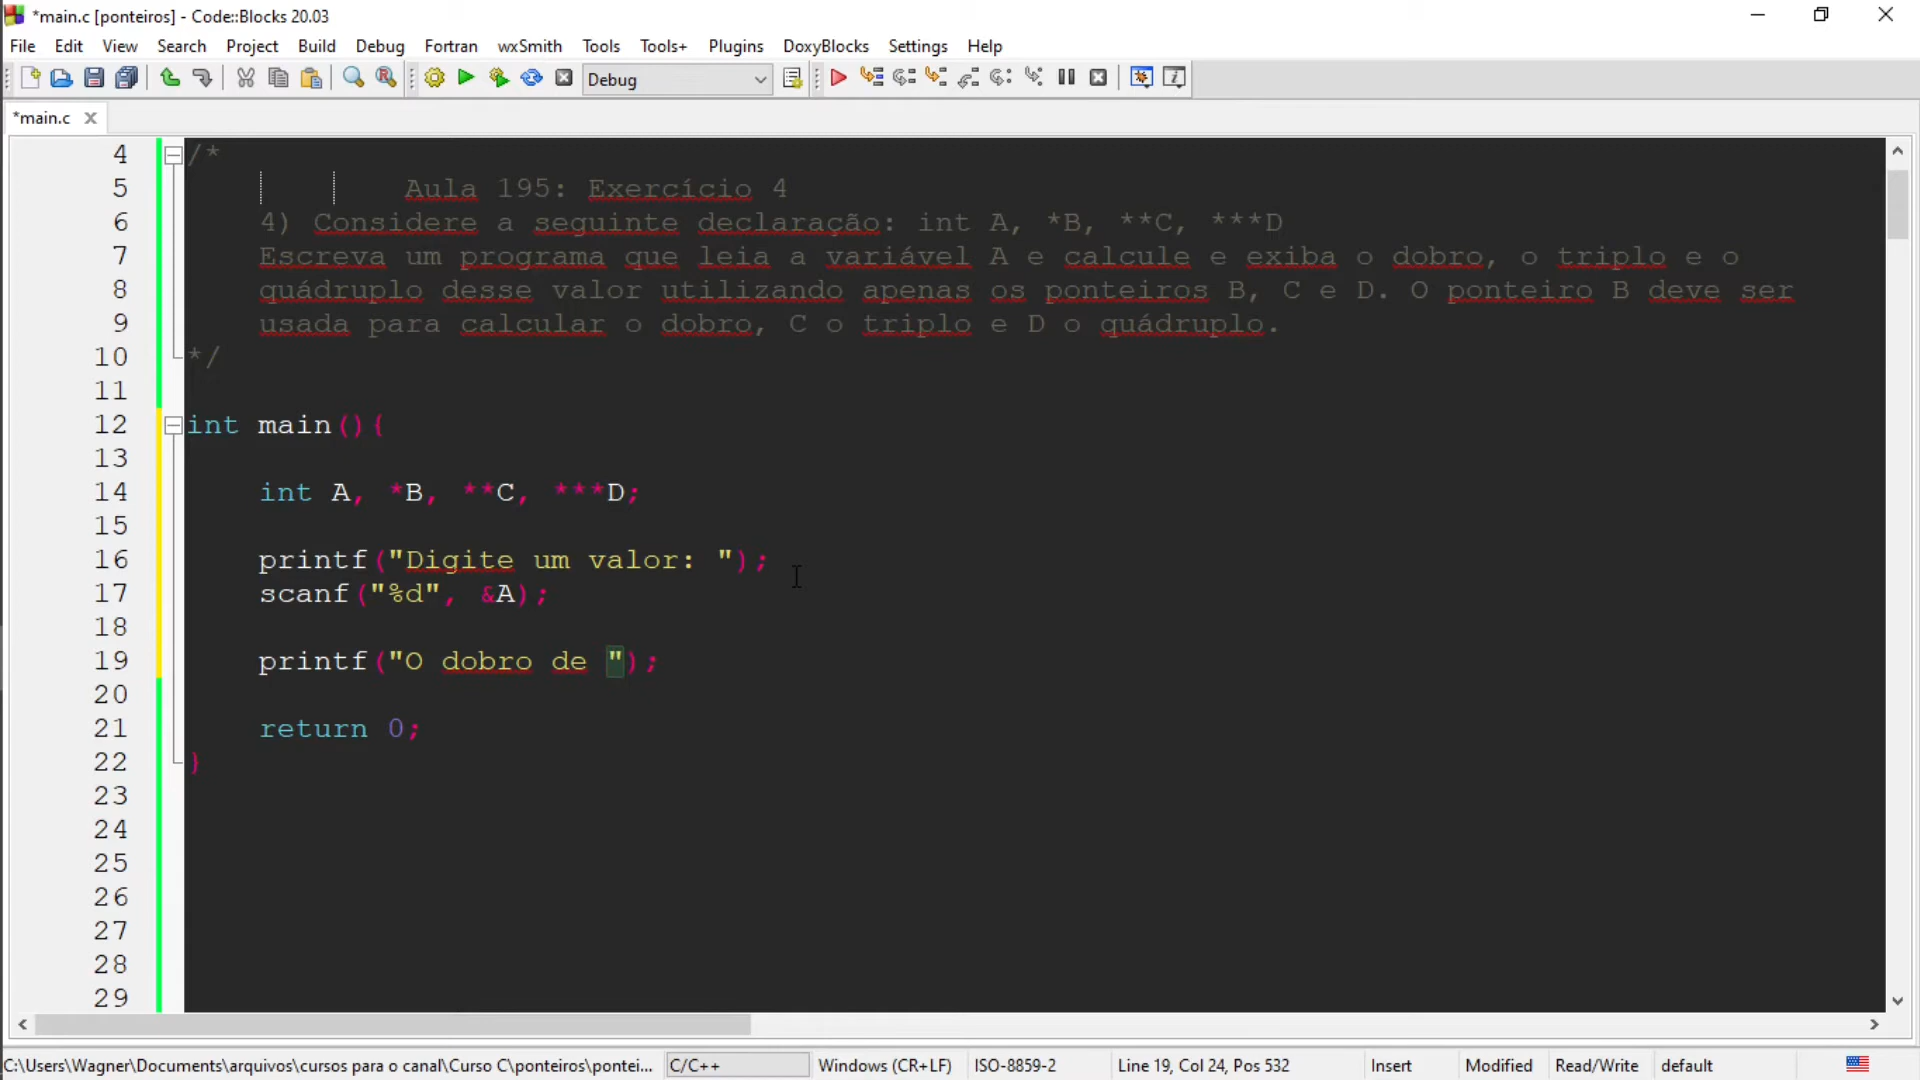 *main.c [ponteiros] - Code::Blocks 20.03
File Edit View Search Project Build Debug Fortran wxSmith Tools Tools+ Plugins DoxyBlocks Settings Help
Debug
*main.c
4 /*
5 Aula 195: Exercício 4
6 4) Considere a seguinte declaração: int A, *B, **C, ***D
7 Escreva um programa que leia a variável A e calcule e exiba o dobro, o triplo e o
8 quádruplo desse valor utilizando apenas os ponteiros B, C e D. O ponteiro B deve ser
9 usada para calcular o dobro, C o triplo e D o quádruplo.
10 */
11
12 int main(){
13
14 int A, *B, **C, ***D;
15
16 printf("Digite um valor: ");
17 scanf("%d", &A);
18
19 printf("O dobro de ");
20
21 return 0;
22 }
23
24
25
26
27
28
29
C:\Users\Wagner\Documents\arquivos\cursos para o canal\Curso C\ponteiros\pontei... C/C++ Windows (CR+LF) ISO-8859-2 Line 19, Col 24, Pos 532 Insert Modified Read/Write default